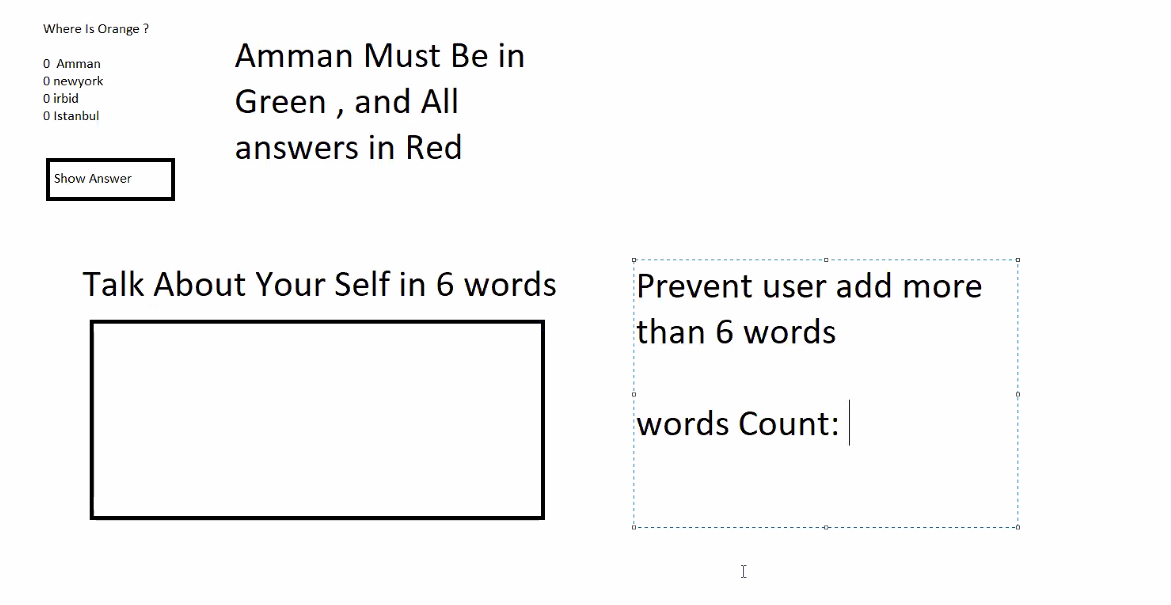 Where Is Orange ?
0 Amman
0 newyork
0 irbid
0 Istanbul
Show Answer
Amman Must Be in
Green , and All
answers in Red
Talk About Your Self in 6 words
Prevent user add more
than 6 words
words Count: